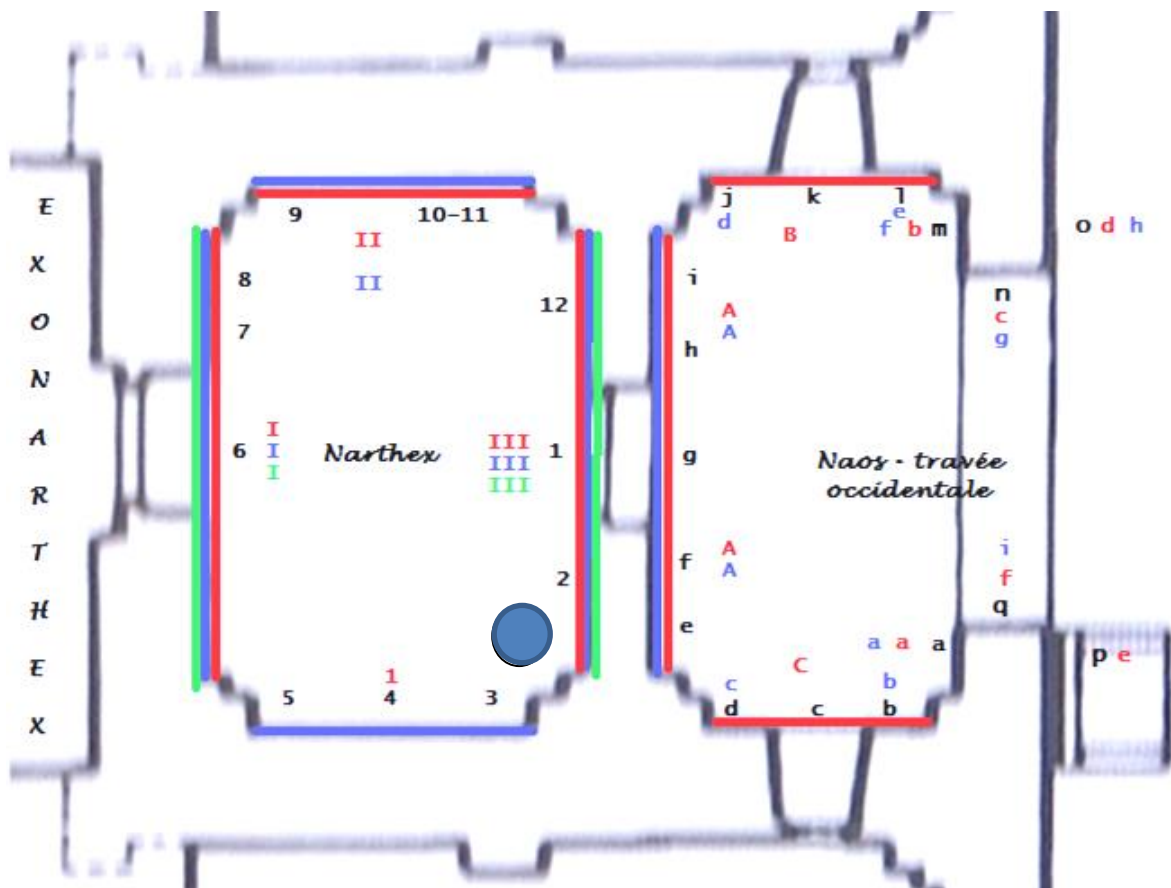 EXONARTHEX
9
10-11
II
II
8
7
12
6
I
I
I
Narthex
III
III
III
1
2
1
5
4
3
j
k
l
d
B
e
f
b
m
i
A
A
h
g
Naos - travée
occidentale
f
A
A
e
a
a
a
C
c
b
d
c
b
o d h
n
c
g
i
f
q
p e